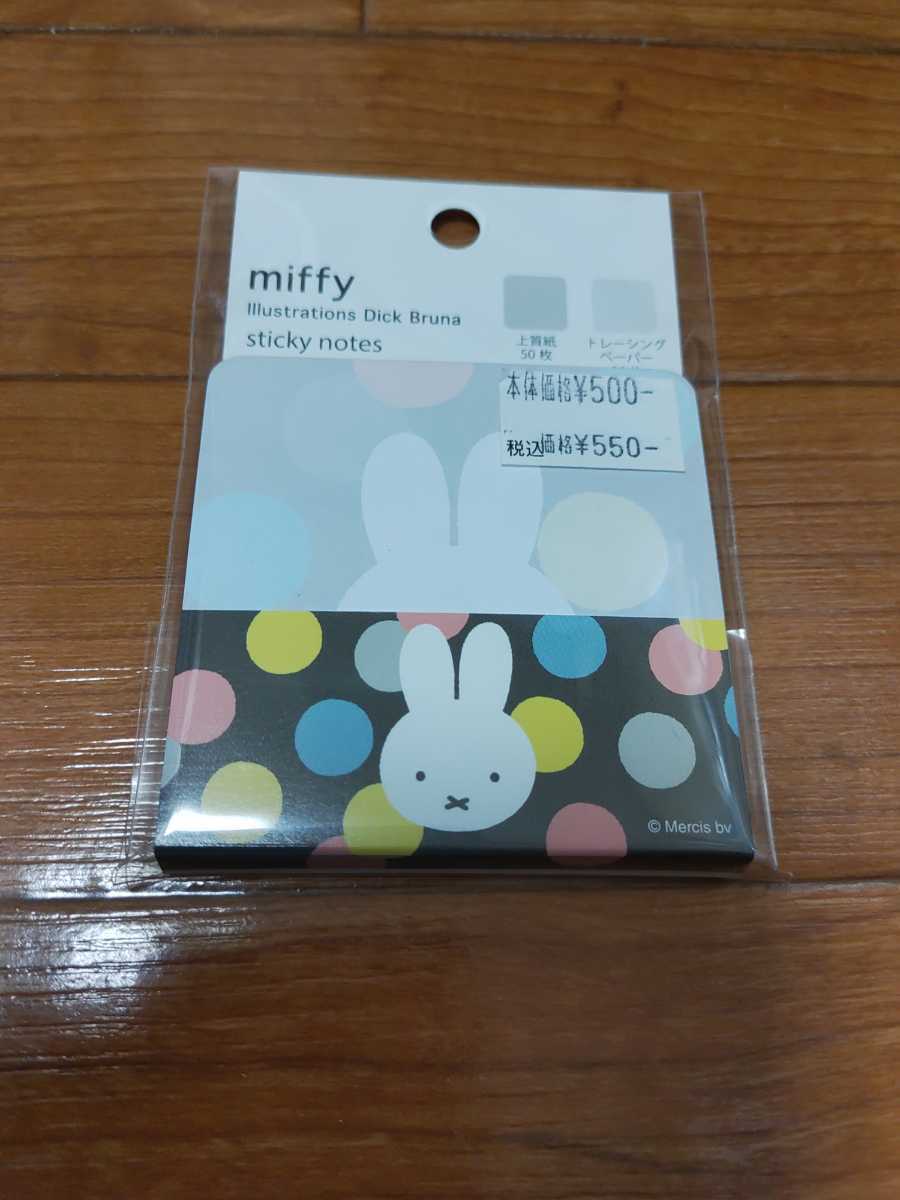 miffy
Illustrations Dick Bruna
sticky notes
上質紙
50枚
トレーシング
ペーパー
本体価格¥500-
税込価格¥550-
© Mercis bv